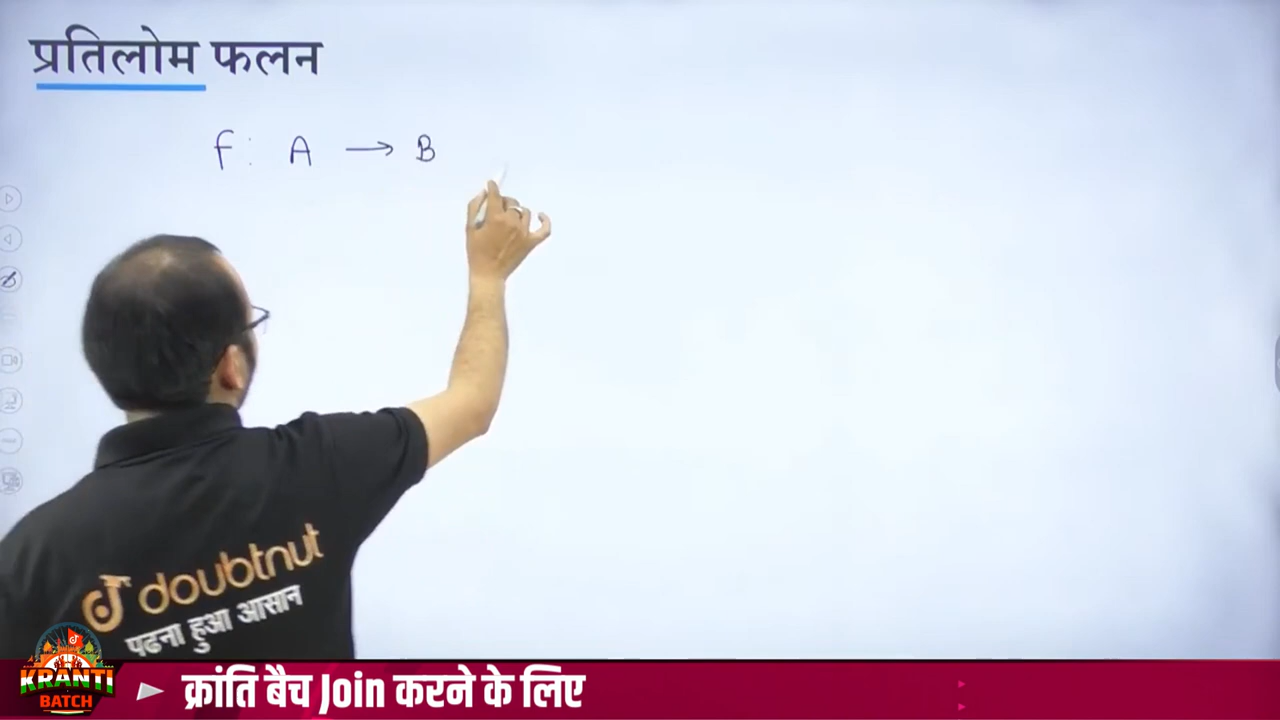 प्रतिलोम फलन
f: A → B
doubtnut
पढना हुआ आसान
KRANTI
BATCH
क्रांति बैच Join करने के लिए